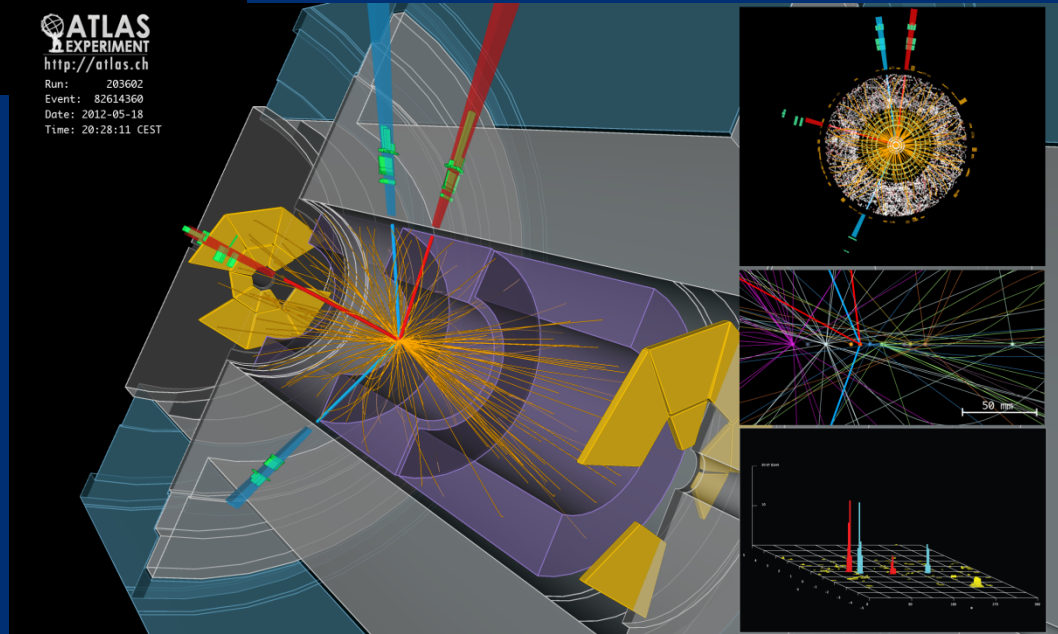 ATLAS
EXPERIMENT
http://atlas.ch
Run: 203602
Event: 82614360
Date: 2012-05-18
Time: 20:28:11 CEST
50 mm